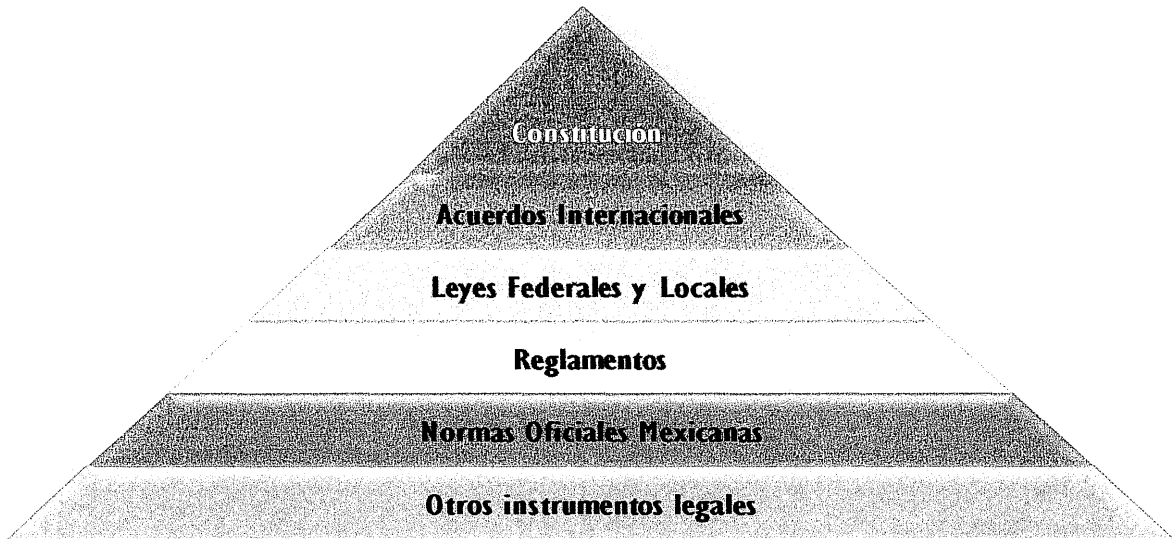 Constitución
Acuerdos Internacionales
Leyes Federales y Locales
Reglamentos
Normas Oficiales Mexicanas
Otros instrumentos legales